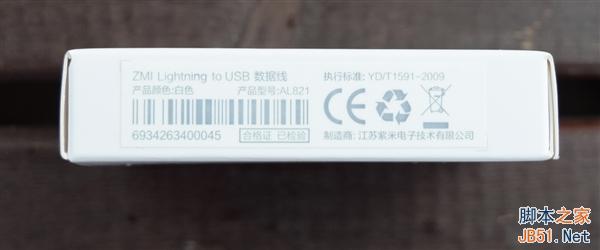 ZMI Lightning to USB 数据线
产品颜色:白色 产品型号:AL821
6934263400045
合格证 已检验
执行标准: YD/T1591-2009
制造商: 江苏紫米电子技术有限公司
脚本之家
JB51.Net